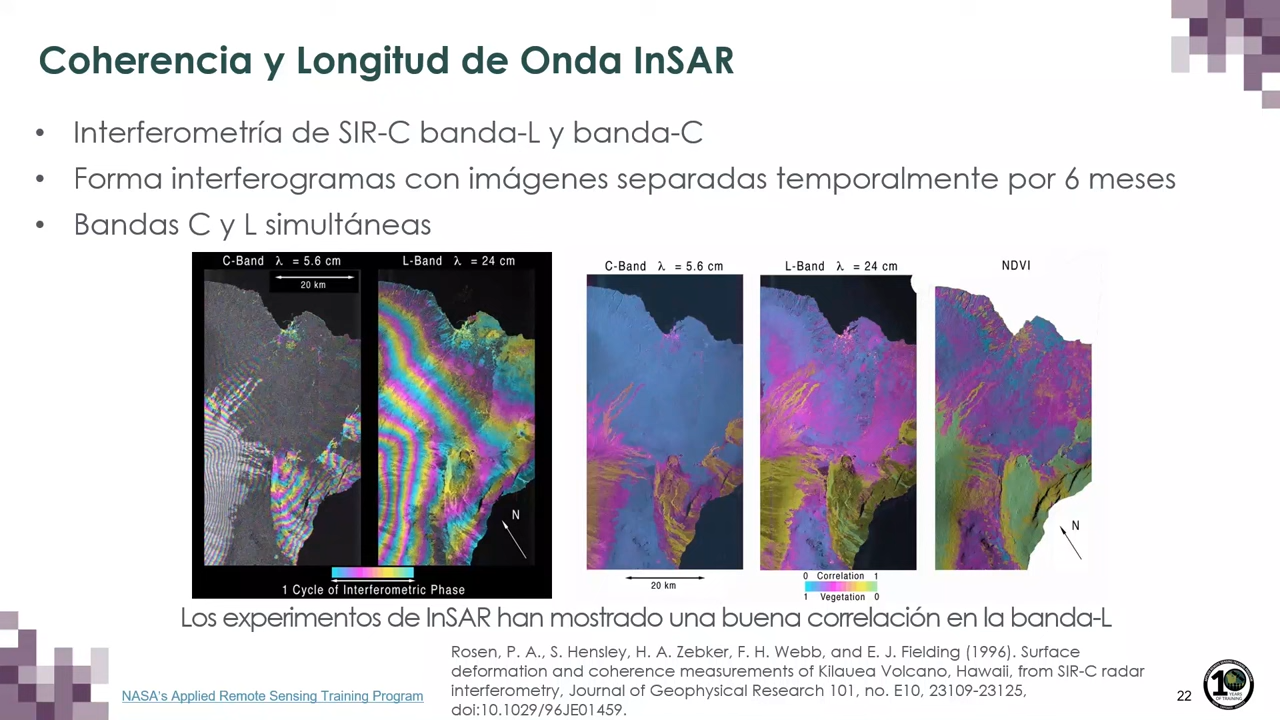 Coherencia y Longitud de Onda InSAR
• Interferometría de SIR-C banda-L y banda-C
• Forma interferogramas con imágenes separadas temporalmente por 6 meses
• Bandas C y L simultáneas
C-Band λ = 5.6 cm
20 km
L-Band λ = 24 cm
N
1 Cycle of Interferometric Phase
C-Band λ = 5.6 cm
L-Band λ = 24 cm
NDVI
N
20 km
0 Correlation 1
1 Vegetation 0
Los experimentos de InSAR han mostrado una buena correlación en la banda-L
Rosen, P. A., S. Hensley, H. A. Zebker, F. H. Webb, and E. J. Fielding (1996). Surface
deformation and coherence measurements of Kilauea Volcano, Hawaii, from SIR-C radar
interferometry, Journal of Geophysical Research 101, no. E10, 23109-23125,
doi:10.1029/96JE01459.
NASA's Applied Remote Sensing Training Program
22
10
YEARS
OF TRAINING